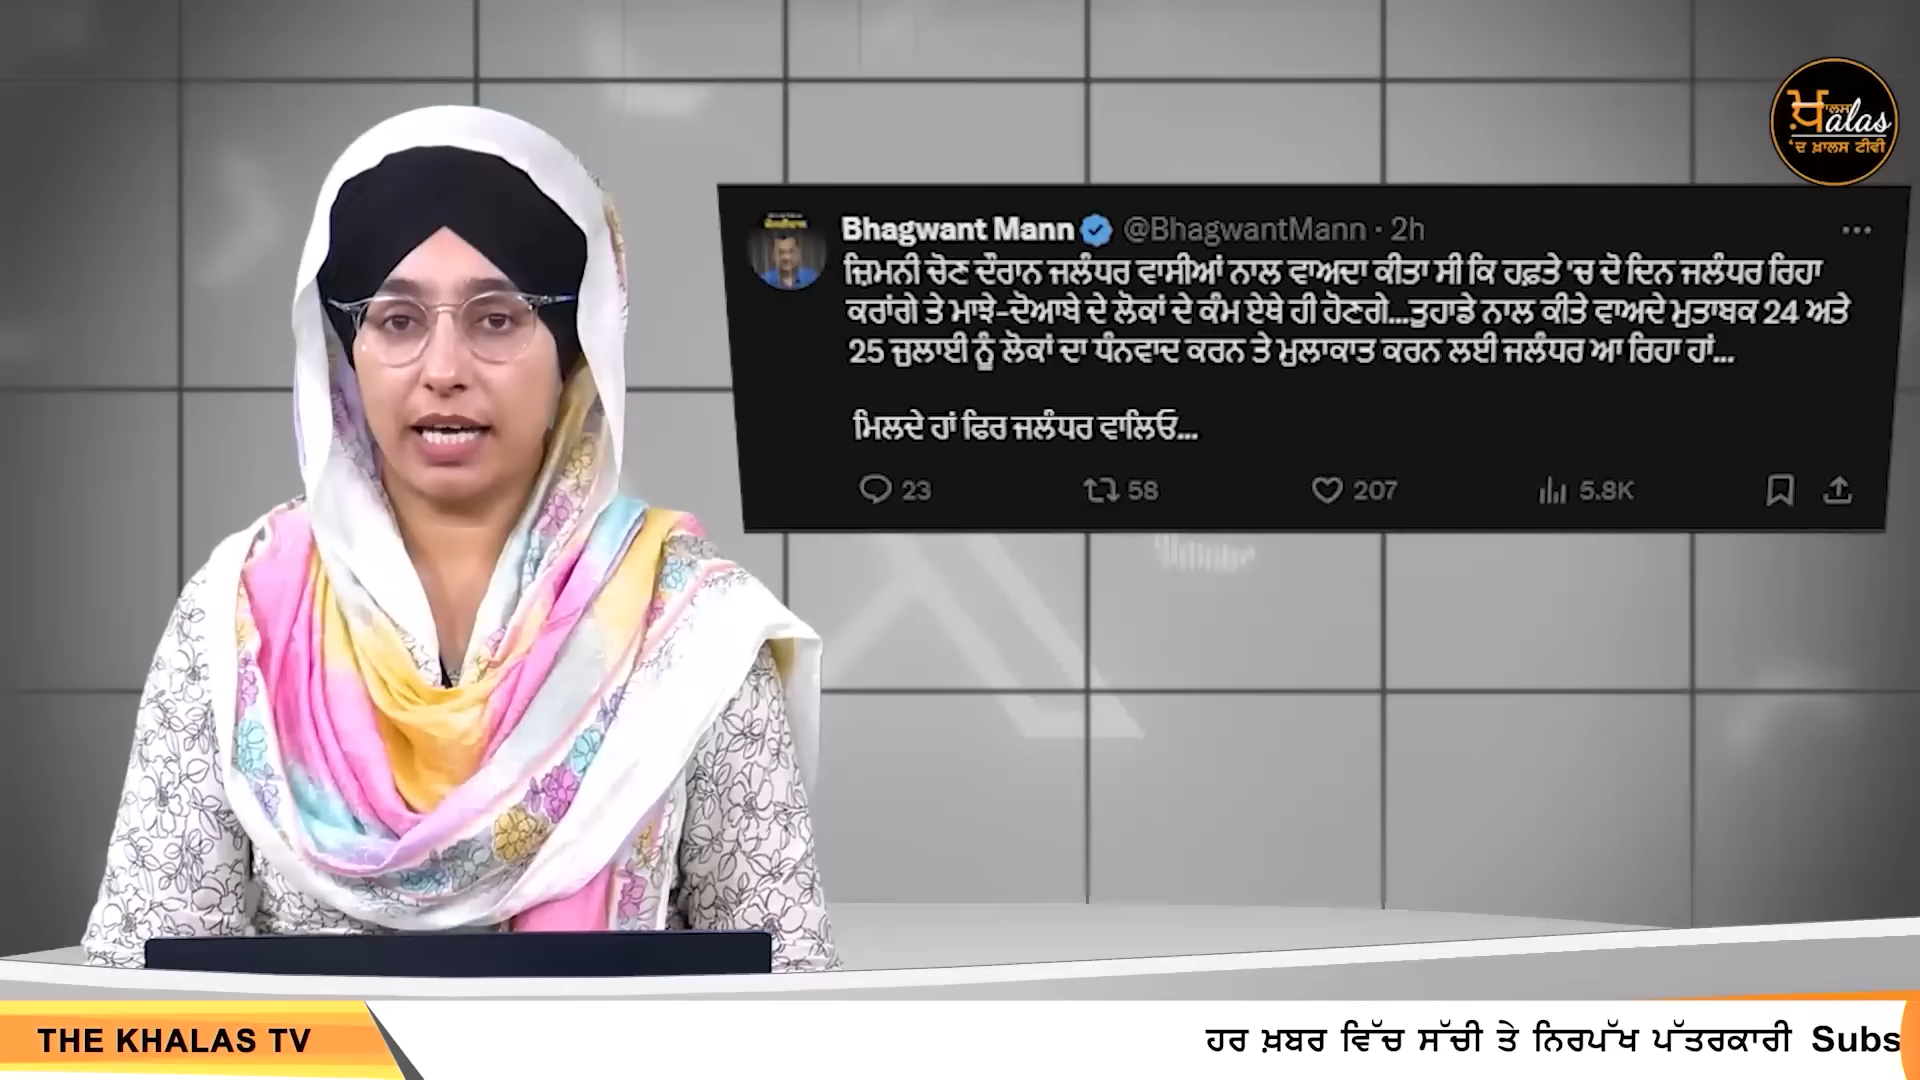 ਖ਼ਾਲਸ
alas
'ਦ ਖ਼ਾਲਸ ਟੀਵੀ
Bhagwant Mann @BhagwantMann · 2h
ਜ਼ਿਮਨੀ ਚੋਣ ਦੌਰਾਨ ਜਲੰਧਰ ਵਾਸੀਆਂ ਨਾਲ ਵਾਅਦਾ ਕੀਤਾ ਸੀ ਕਿ ਹਫ਼ਤੇ 'ਚ ਦੋ ਦਿਨ ਜਲੰਧਰ ਰਿਹਾ
ਕਰਾਂਗੇ ਤੇ ਮਾਝੇ-ਦੋਆਬੇ ਦੇ ਲੋਕਾਂ ਦੇ ਕੰਮ ਏਥੇ ਹੀ ਹੋਣਗੇ...ਤੁਹਾਡੇ ਨਾਲ ਕੀਤੇ ਵਾਅਦੇ ਮੁਤਾਬਕ 24 ਅਤੇ
25 ਜੁਲਾਈ ਨੂੰ ਲੋਕਾਂ ਦਾ ਧੰਨਵਾਦ ਕਰਨ ਤੇ ਮੁਲਾਕਾਤ ਕਰਨ ਲਈ ਜਲੰਧਰ ਆ ਰਿਹਾ ਹਾਂ...
ਮਿਲਦੇ ਹਾਂ ਫਿਰ ਜਲੰਧਰ ਵਾਲਿਓ...
23 58 207 5.8K
THE KHALAS TV
ਹਰ ਖ਼ਬਰ ਵਿੱਚ ਸੱਚੀ ਤੇ ਨਿਰਪੱਖ ਪੱਤਰਕਾਰੀ Subs